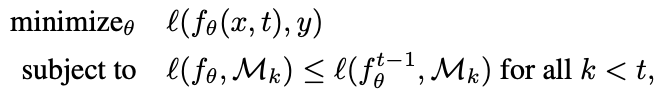 minimize_θ ℓ(f_θ(x, t), y)
subject to ℓ(f_θ, ℳ_k) ≤ ℓ(f_θ^{t−1}, ℳ_k) for all k < t,